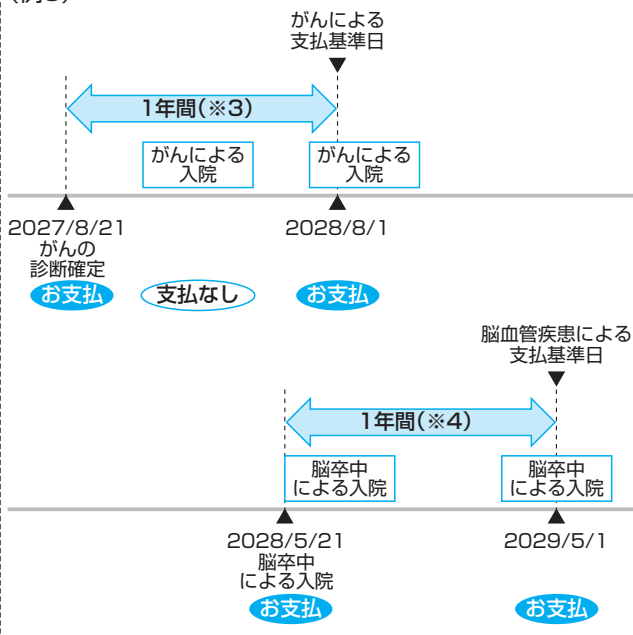 がんによる
支払基準日
▼
1年間(※3)
がんによる
入院
がんによる
入院
▲
▲
2027/8/21
2028/8/1
がんの
診断確定
お支払
支払なし
お支払
脳血管疾患による
支払基準日
▼
1年間(※4)
脳卒中
による入院
脳卒中
による入院
▲
▲
2028/5/21
2029/5/1
脳卒中
による入院
お支払
お支払